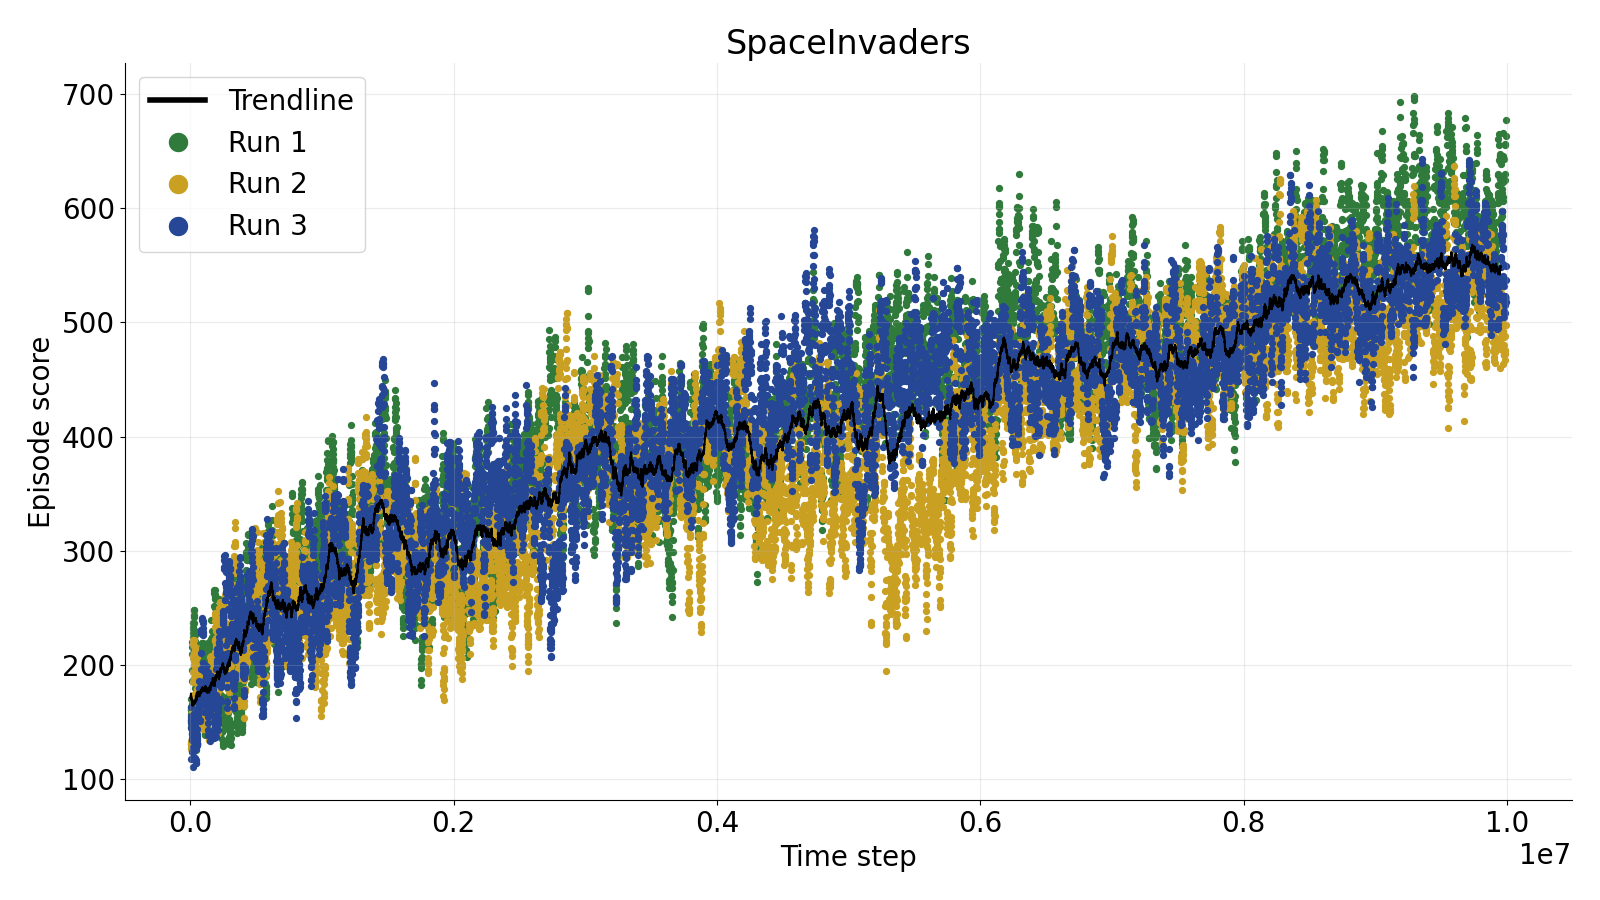 SpaceInvaders
Trendline
Run 1
Run 2
Run 3
Episode score
700
600
500
400
300
200
100
0.0 0.2 0.4 0.6 0.8 1.0
1e7
Time step